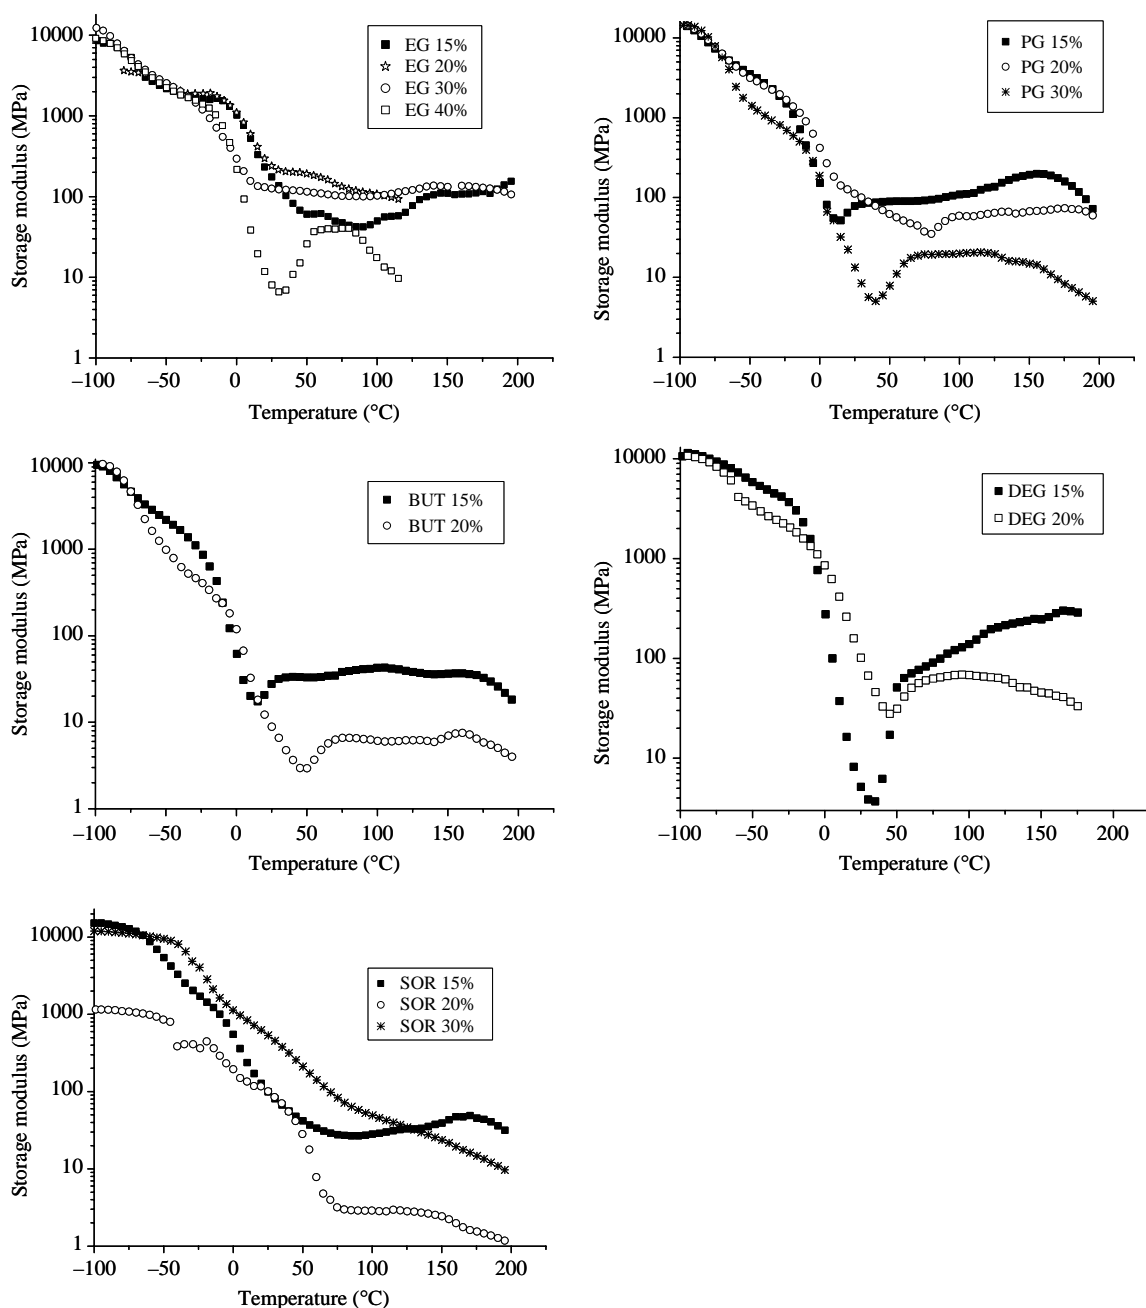 Storage modulus (MPa)
10000
1000
100
10
1
−100
−50
0
50
100
150
200
Temperature (°C)
EG 15%
EG 20%
EG 30%
EG 40%
Storage modulus (MPa)
10000
1000
100
10
1
−100
−50
0
50
100
150
200
Temperature (°C)
PG 15%
PG 20%
PG 30%
Storage modulus (MPa)
10000
1000
100
10
1
−100
−50
0
50
100
150
200
Temperature (°C)
BUT 15%
BUT 20%
Storage modulus (MPa)
10000
1000
100
10
−100
−50
0
50
100
150
200
Temperature (°C)
DEG 15%
DEG 20%
Storage modulus (MPa)
10000
1000
100
10
1
−100
−50
0
50
100
150
200
Temperature (°C)
SOR 15%
SOR 20%
SOR 30%